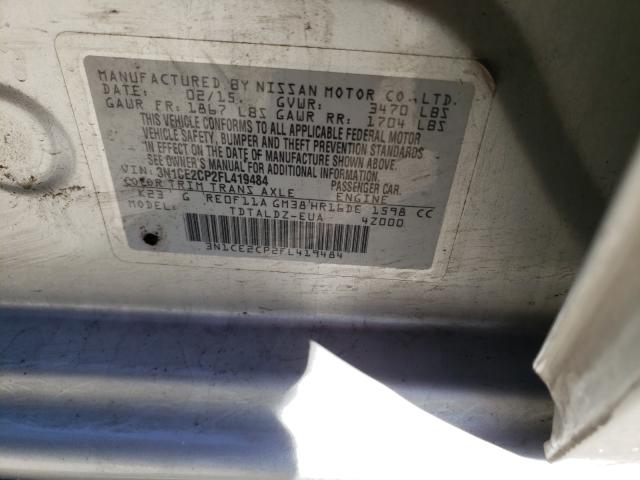 MANUFACTURED BY NISSAN MOTOR CO., LTD.
DATE: 02/15 GVWR: 3470 LBS
GAWR FR: 1867 LBS GAWR RR: 1704 LBS
THIS VEHICLE CONFORMS TO ALL APPLICABLE FEDERAL MOTOR
VEHICLE SAFETY, BUMPER AND THEFT PREVENTION STANDARDS
IN EFFECT ON THE DATE OF MANUFACTURE SHOWN ABOVE.
SEE OWNER'S MANUAL FOR ADDITIONAL INFORMATION.
VIN: 3N1CE2CP2FL419484 PASSENGER CAR
COLOR TRIM TRANS AXLE ENGINE
K23 G RE0F11A GM38 HR16DE 1598 CC
MODEL: TDTALDZ-EUA 42000
3N1CE2CP2FL419484